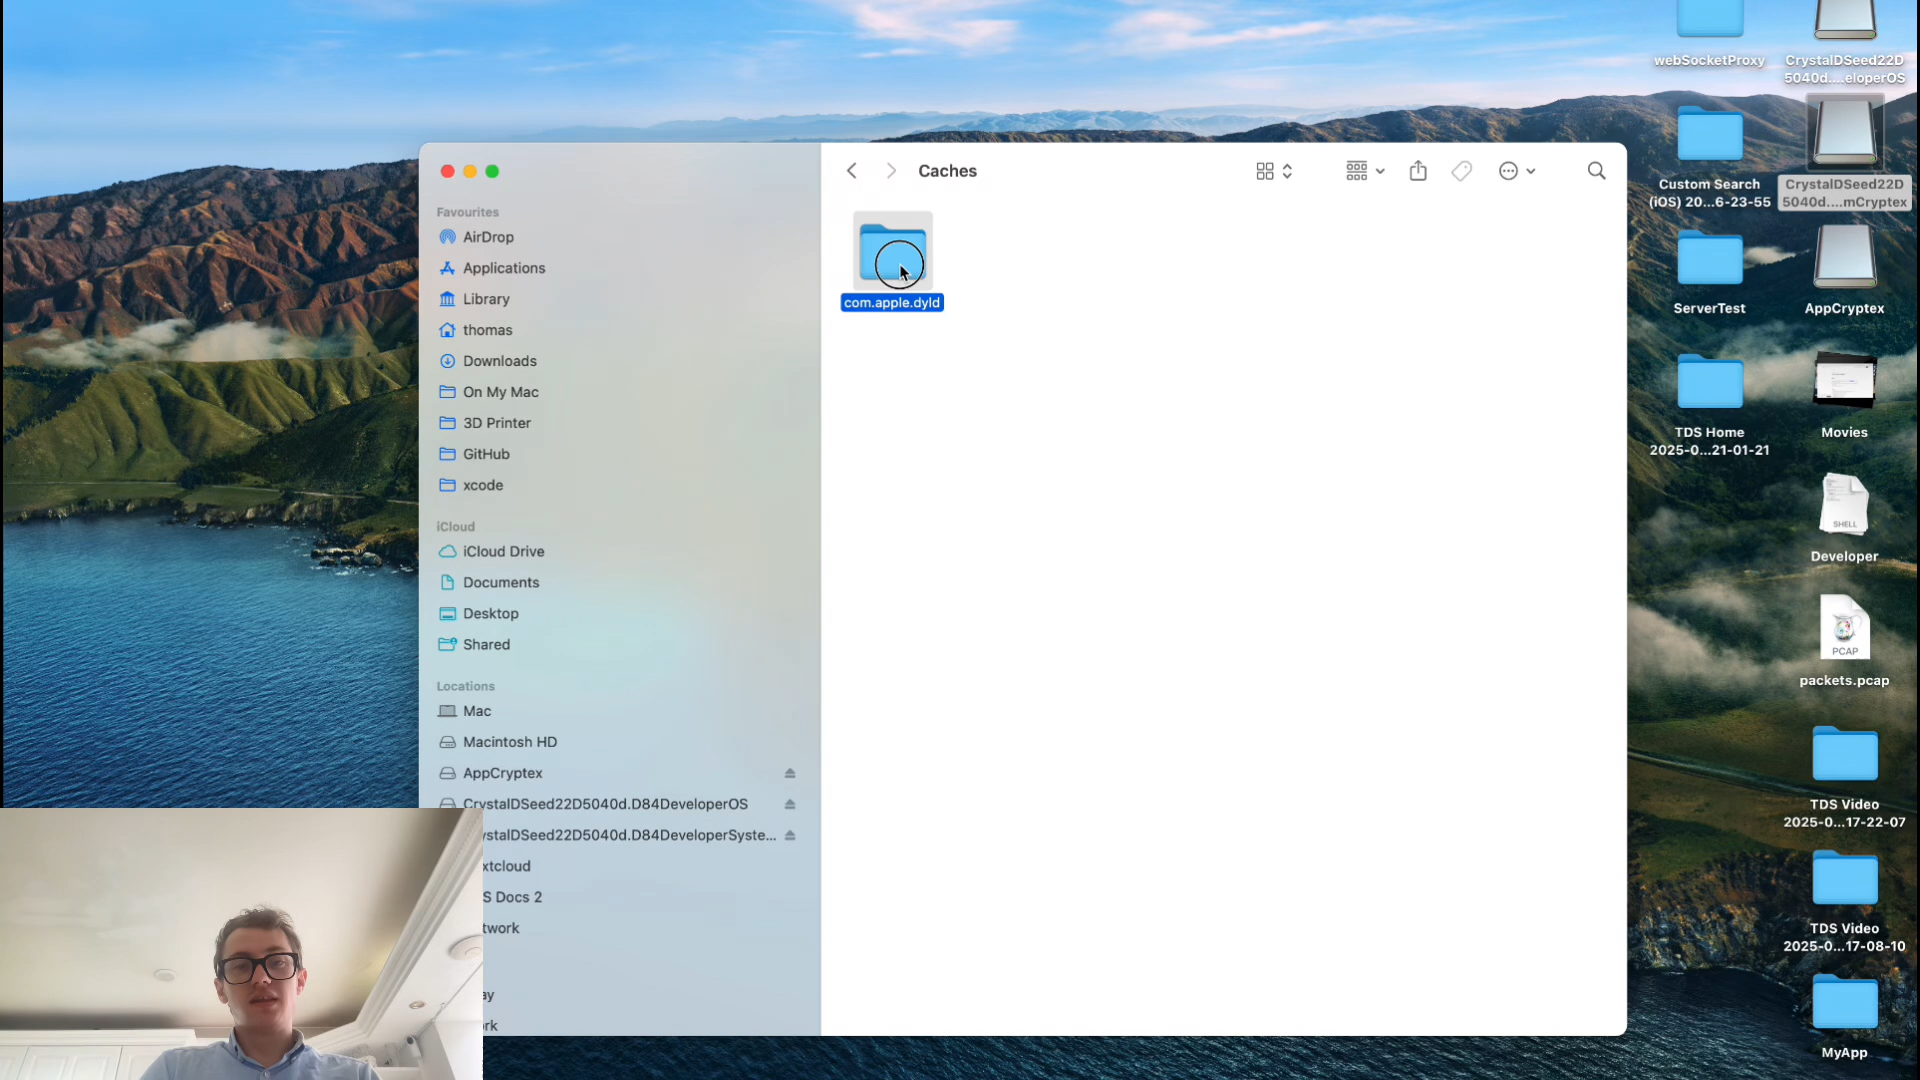 Caches
com.apple.dyld
Favourites
AirDrop
Applications
Library
thomas
Downloads
On My Mac
3D Printer
GitHub
xcode
iCloud
iCloud Drive
Documents
Desktop
Shared
Locations
Mac
Macintosh HD
AppCryptex
CrystalDSeed22D5040d.D84DeveloperOS
ystalDSeed22D5040d.D84DeveloperSyste...
xtcloud
S Docs 2
twork
ay
rk
webSocketProxy
CrystalDSeed22D
5040d....eloperOS
Custom Search
(iOS) 20...6-23-55
CrystalDSeed22D
5040d....mCryptex
ServerTest
AppCryptex
TDS Home
2025-0...21-01-21
Movies
SHELL
Developer
PCAP
packets.pcap
TDS Video
2025-0...17-22-07
TDS Video
2025-0...17-08-10
MyApp